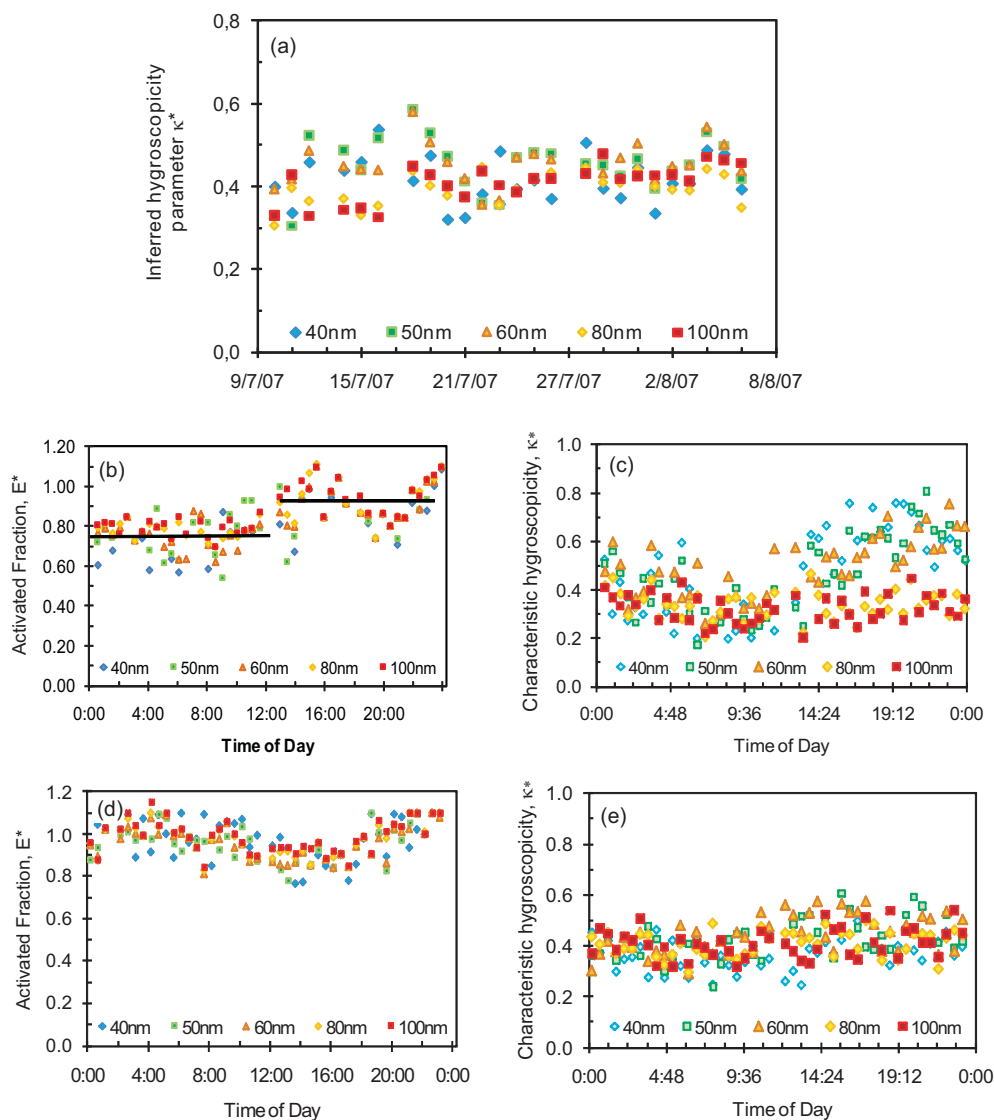 (a)
Inferred hygroscopicity
parameter κ*
0,8
0,6
0,4
0,2
0,0
40nm 50nm 60nm 80nm 100nm
9/7/07 15/7/07 21/7/07 27/7/07 2/8/07 8/8/07
(b)
Activated Fraction, E*
1.20
1.00
0.80
0.60
0.40
0.20
0.00
40nm 50nm 60nm 80nm 100nm
0:00 4:00 8:00 12:00 16:00 20:00
Time of Day
(c)
Characteristic hygroscopicity, κ*
1.0
0.8
0.6
0.4
0.2
0.0
40nm 50nm 60nm 80nm 100nm
0:00 4:48 9:36 14:24 19:12 0:00
Time of Day
(d)
Activated Fraction, E*
1.2
1.0
0.8
0.6
0.4
0.2
0.0
40nm 50nm 60nm 80nm 100nm
0:00 4:00 8:00 12:00 16:00 20:00 0:00
Time of Day
(e)
Characteristic hygroscopicity, κ*
1.0
0.8
0.6
0.4
0.2
0.0
40nm 50nm 60nm 80nm 100nm
0:00 4:48 9:36 14:24 19:12 0:00
Time of Day